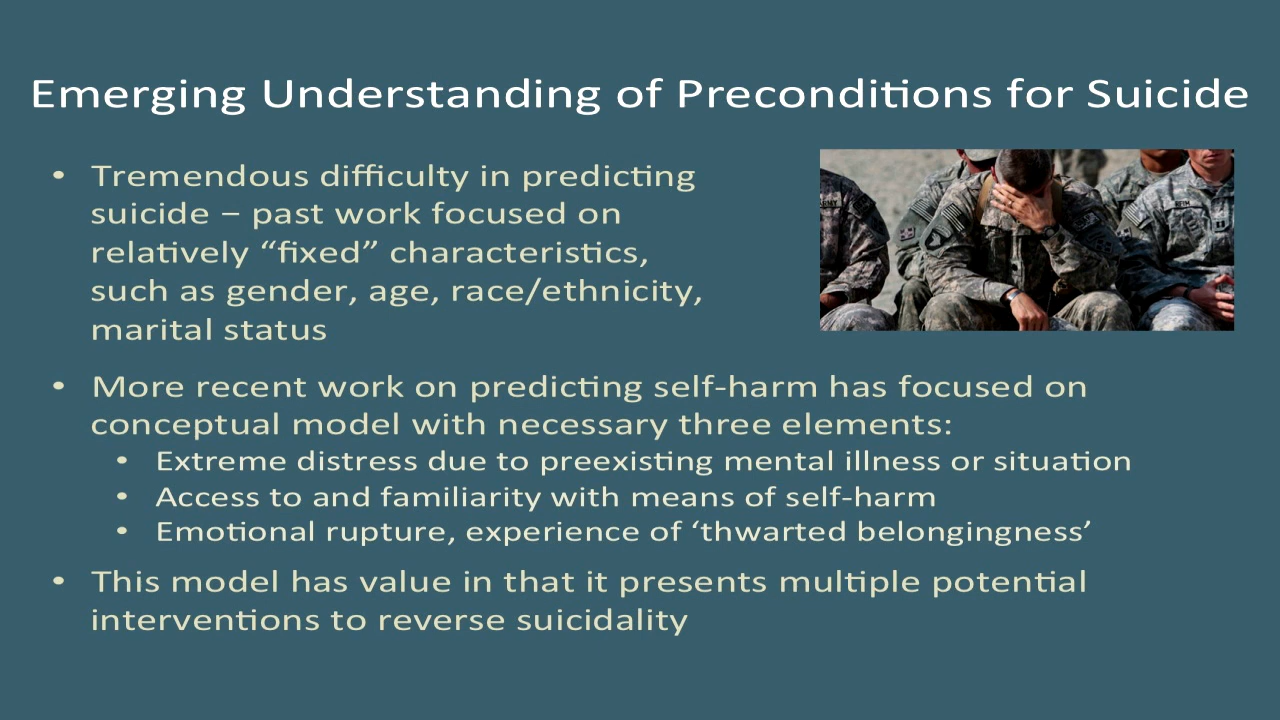 Emerging Understanding of Preconditions for Suicide
• Tremendous difficulty in predicting
suicide – past work focused on
relatively “fixed” characteristics,
such as gender, age, race/ethnicity,
marital status
• More recent work on predicting self-harm has focused on
conceptual model with necessary three elements:
• Extreme distress due to preexisting mental illness or situation
• Access to and familiarity with means of self-harm
• Emotional rupture, experience of ‘thwarted belongingness’
• This model has value in that it presents multiple potential
interventions to reverse suicidality